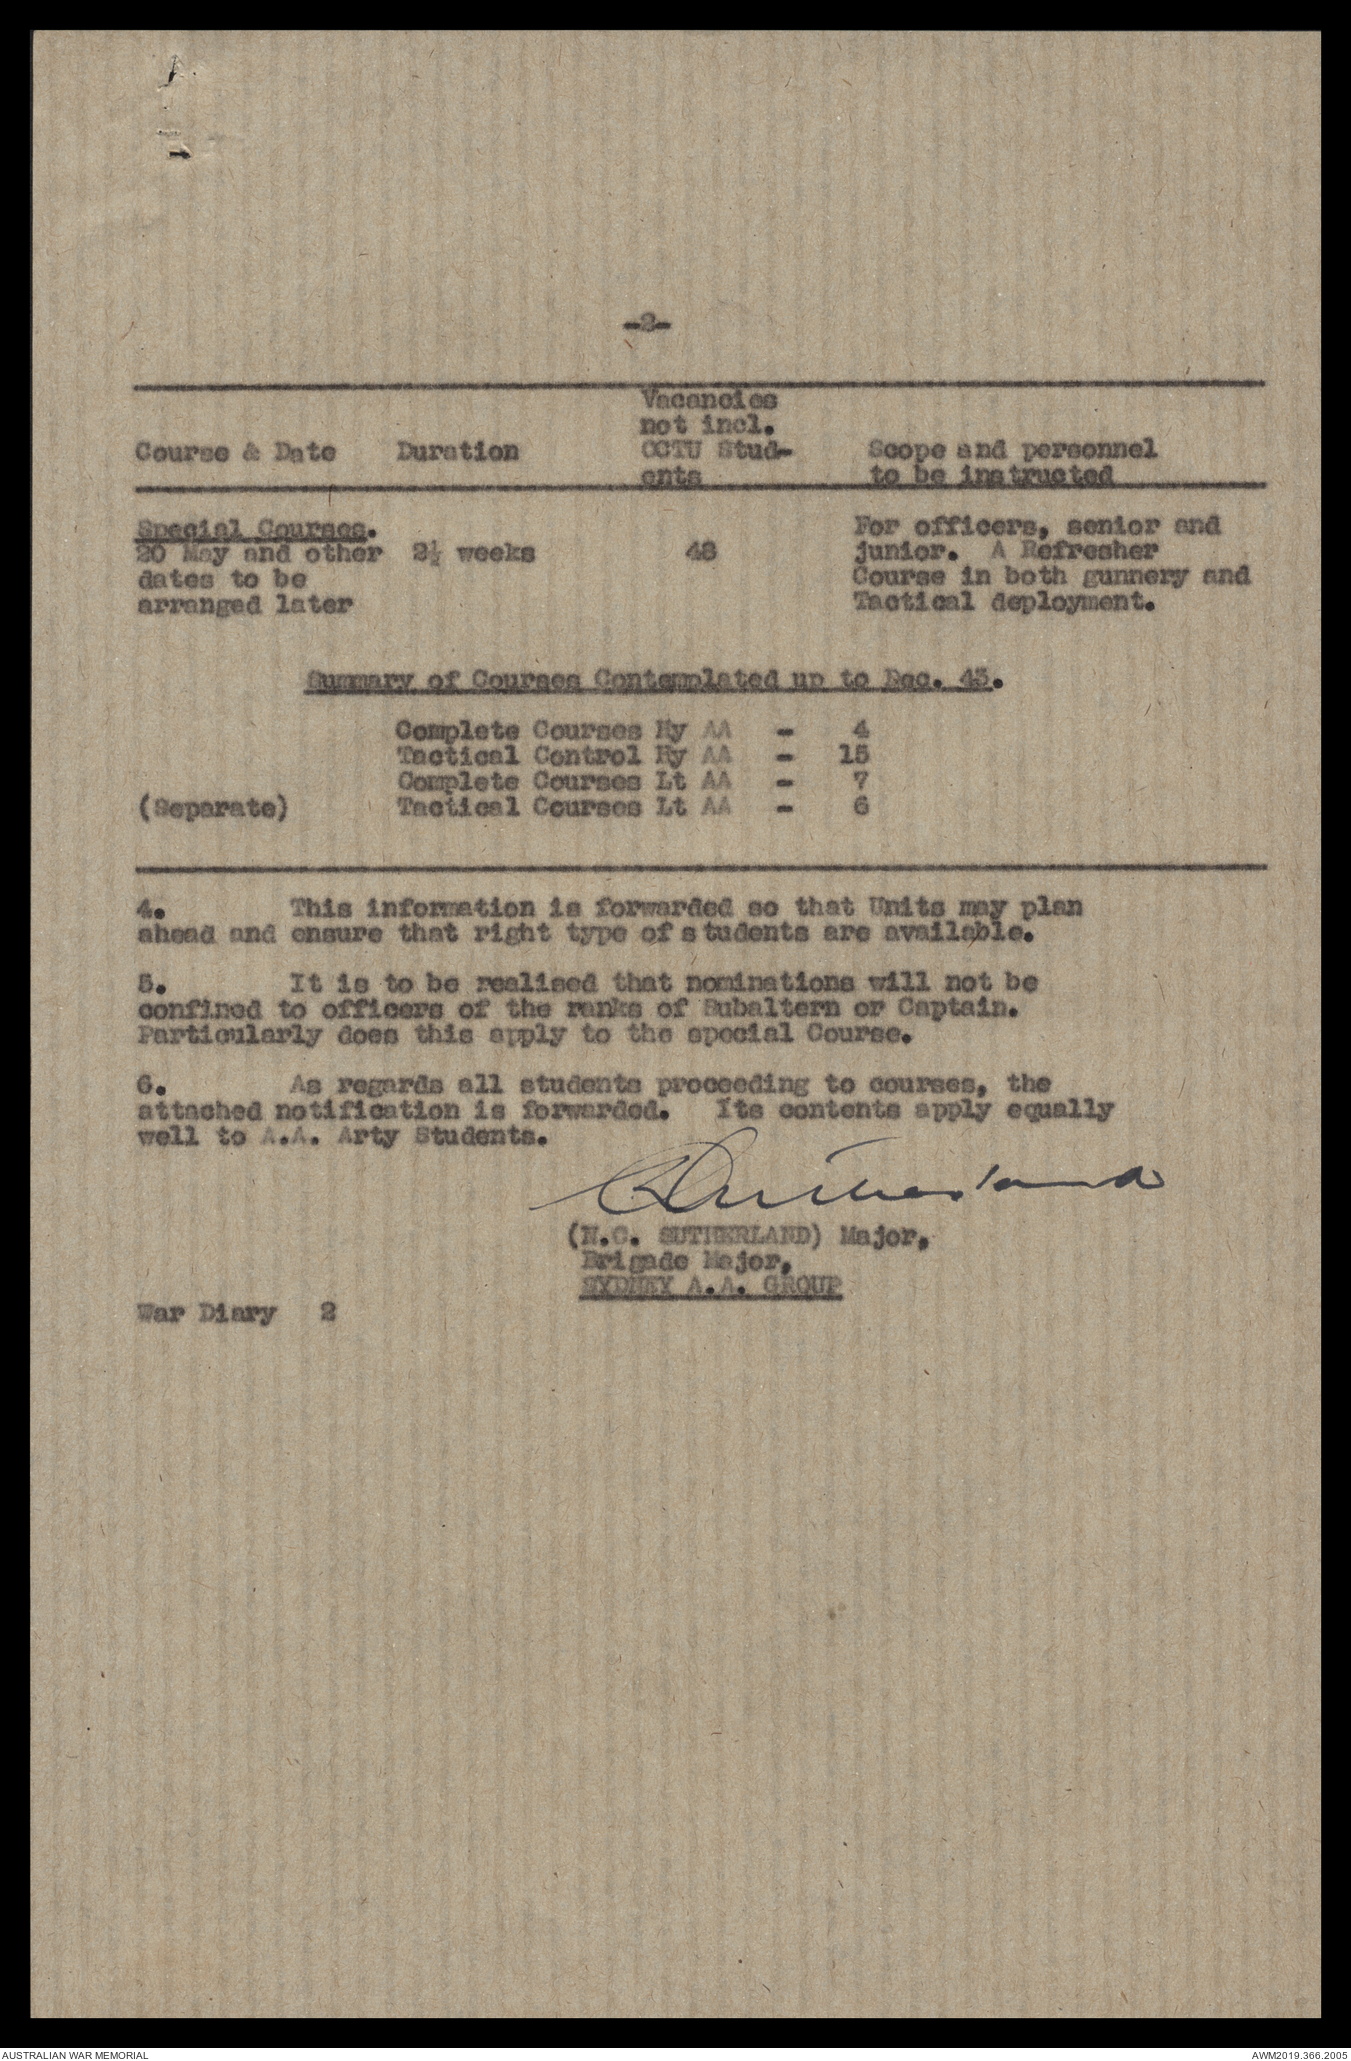 -2-
Vacancies
not incl.
Course & Date Duration OCTU Stud- Scope and personnel
ents to be instructed
Special Courses. For officers, senior and
20 May and other 2½ weeks 48 junior. A Refresher
dates to be Course in both gunnery and
arranged later Tactical deployment.
Summary of Courses Contemplated up to Dec. 43.
Complete Courses Hy AA - 4
Tactical Control Hy AA - 15
Complete Courses Lt AA - 7
(Separate) Tactical Courses Lt AA - 6
4. This information is forwarded so that Units may plan
ahead and ensure that right type of students are available.
5. It is to be realised that nominations will not be
confined to officers of the ranks of Subaltern or Captain.
Particularly does this apply to the special Course.
6. As regards all students proceeding to courses, the
attached notification is forwarded. Its contents apply equally
well to A.A. Arty Students.
Sutherland
(N.C. SUTHERLAND) Major,
Brigade Major,
SYDNEY A.A. GROUP
War Diary 2
AUSTRALIAN WAR MEMORIAL AWM2019.366.2005